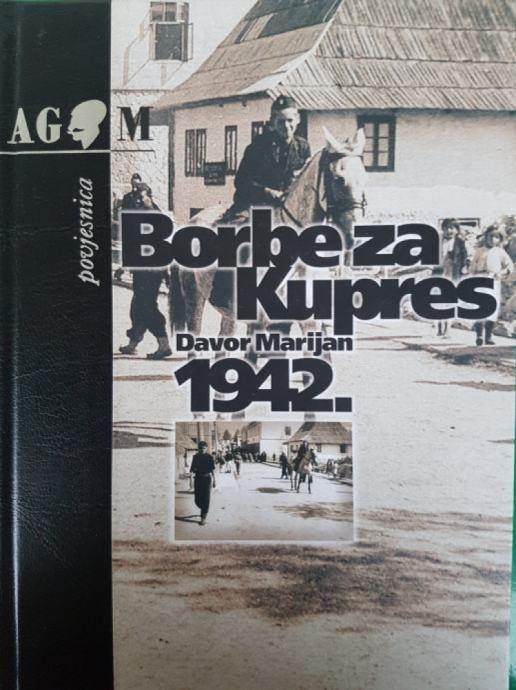 AG M
povjesnica
Borbe za
Kupres
Davor Marijan
1942.